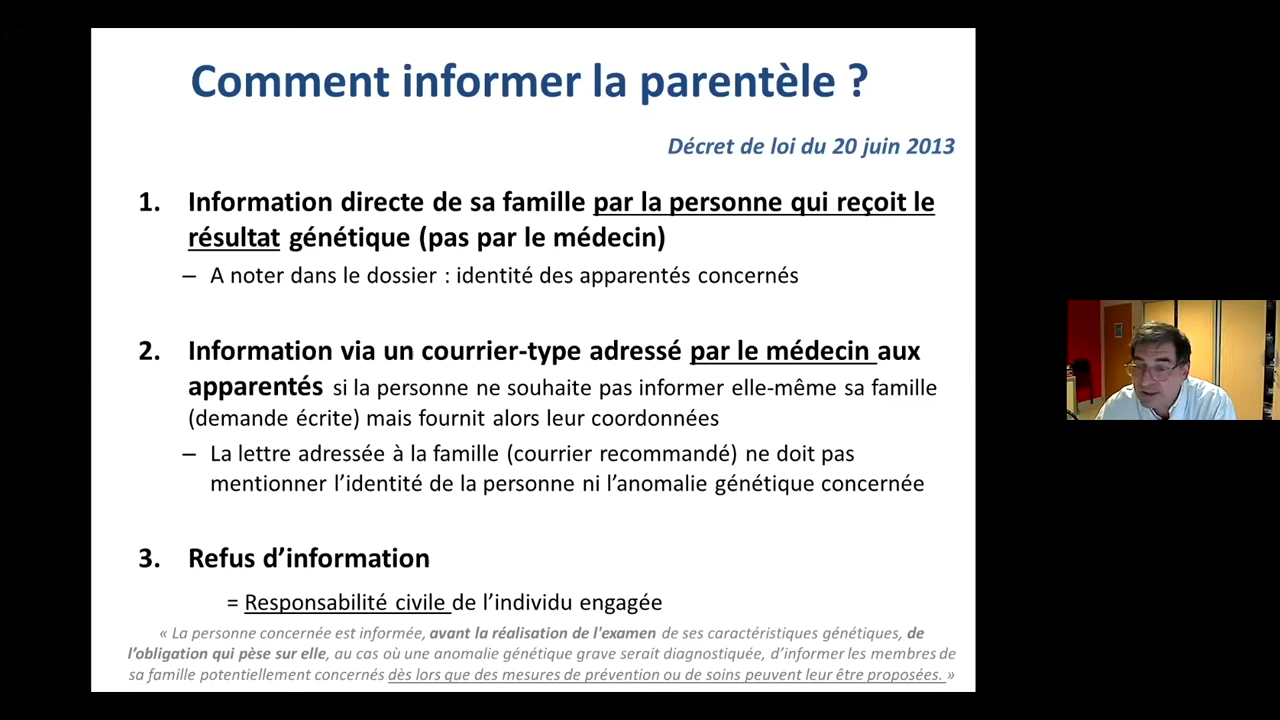 Comment informer la parentèle ?
Décret de loi du 20 juin 2013
1. Information directe de sa famille par la personne qui reçoit le
résultat génétique (pas par le médecin)
– A noter dans le dossier : identité des apparentés concernés
2. Information via un courrier-type adressé par le médecin aux
apparentés si la personne ne souhaite pas informer elle-même sa famille
(demande écrite) mais fournit alors leur coordonnées
– La lettre adressée à la famille (courrier recommandé) ne doit pas
mentionner l’identité de la personne ni l’anomalie génétique concernée
3. Refus d’information
= Responsabilité civile de l’individu engagée
« La personne concernée est informée, avant la réalisation de l'examen de ses caractéristiques génétiques, de
l’obligation qui pèse sur elle, au cas où une anomalie génétique grave serait diagnostiquée, d’informer les membres de
sa famille potentiellement concernés dès lors que des mesures de prévention ou de soins peuvent leur être proposées. »